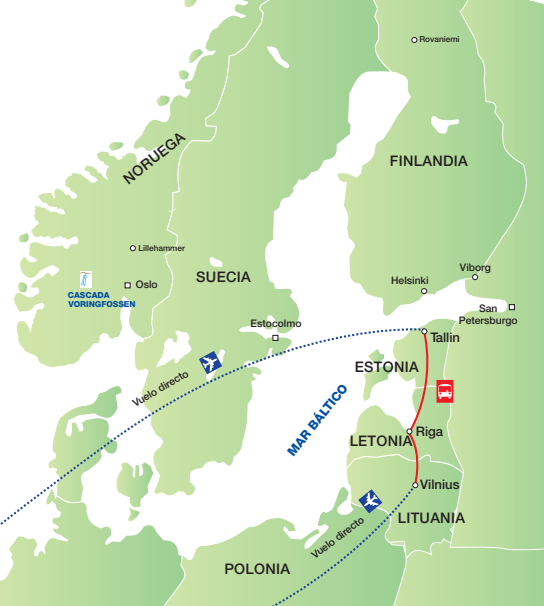 Rovaniemi
NORUEGA
FINLANDIA
Lillehammer
SUECIA
Viborg
Helsinki
Oslo
CASCADA
VORINGFOSSEN
San
Petersburgo
Estocolmo
Tallin
ESTONIA
Vuelo directo
MAR BÁLTICO
Riga
LETONIA
Vilnius
LITUANIA
Vuelo directo
POLONIA